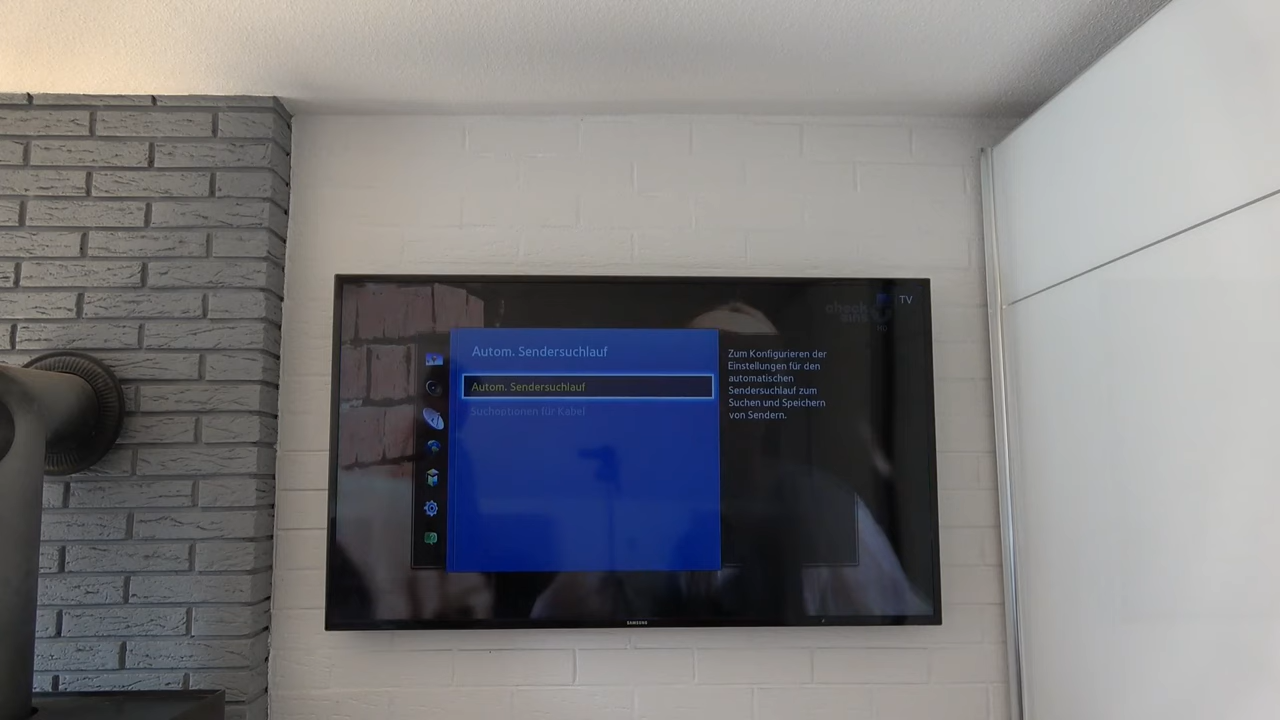 TV
HD
Autom. Sendersuchlauf
Autom. Sendersuchlauf
Suchoptionen für Kabel
Zum Konfigurieren der
Einstellungen für den
automatischen
Sendersuchlauf zum
Suchen und Speichern
von Sendern.
SAMSUNG